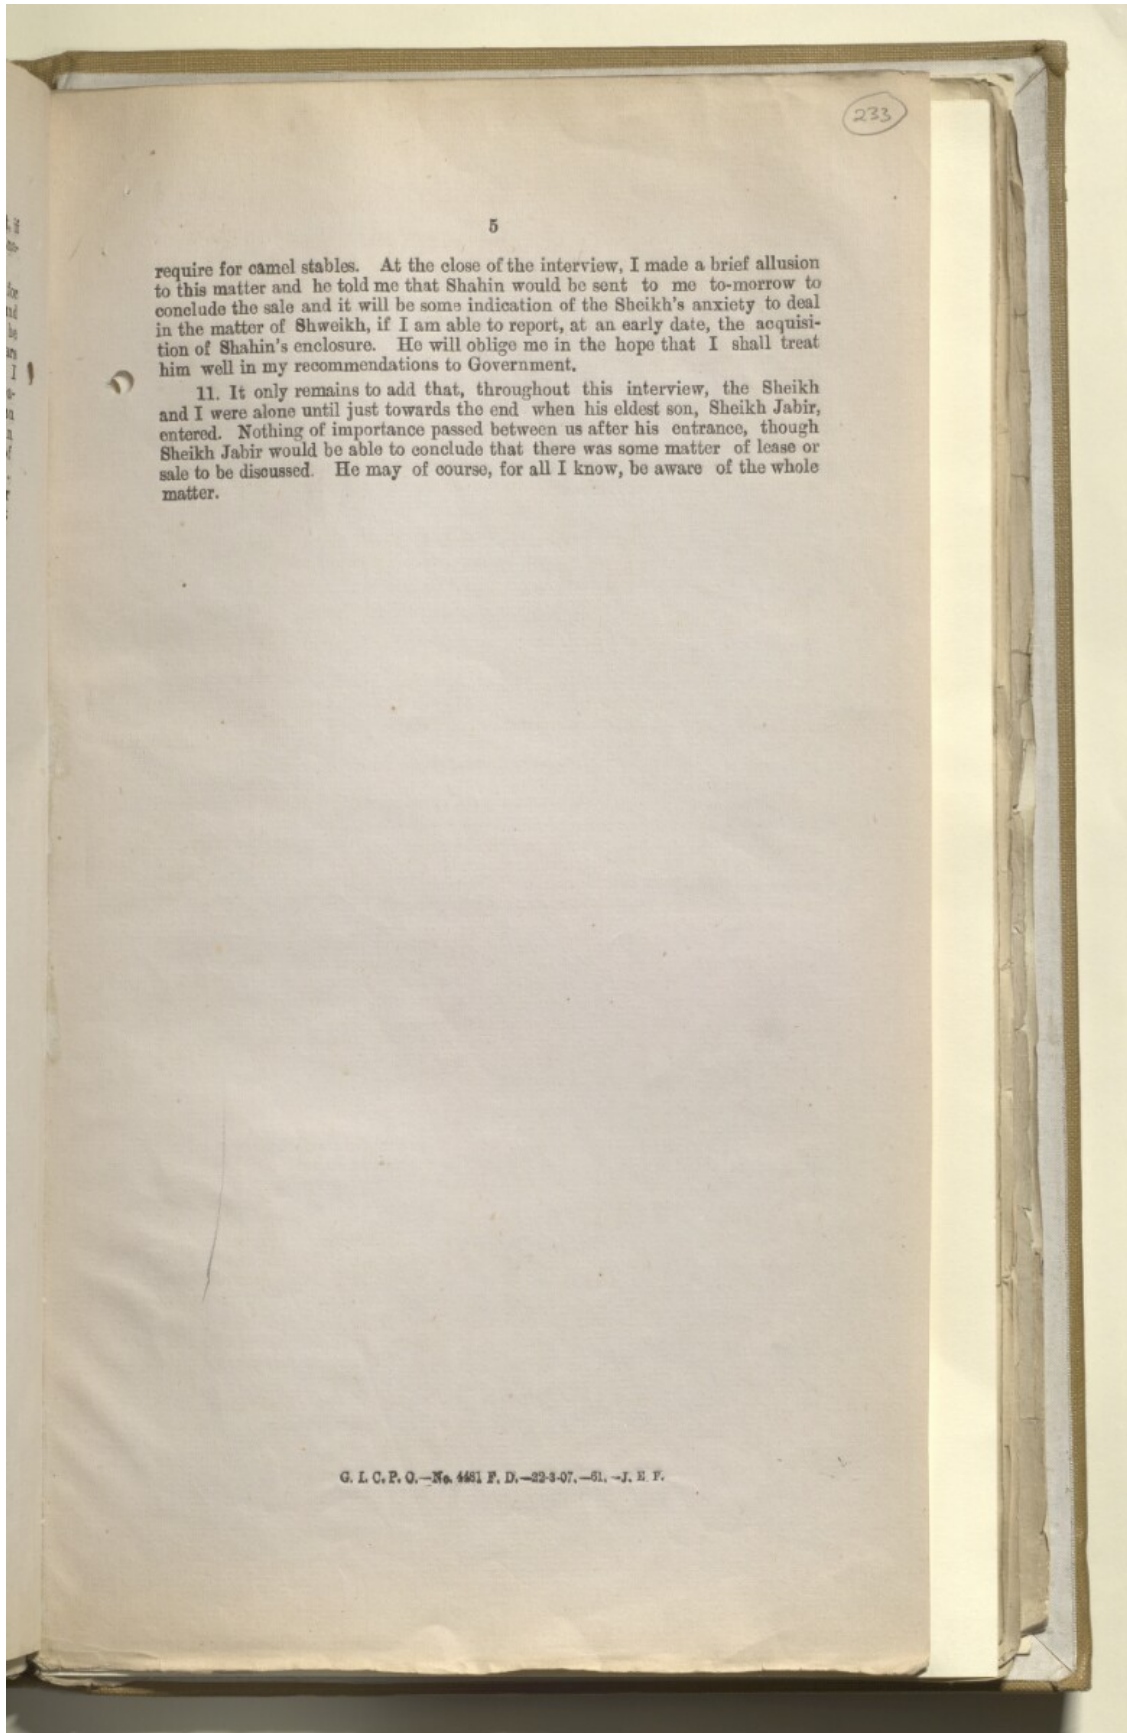 233
5
require for camel stables. At the close of the interview, I made a brief allusion
to this matter and he told me that Shahin would be sent to me to-morrow to
conclude the sale and it will be some indication of the Sheikh's anxiety to deal
in the matter of Shweikh, if I am able to report, at an early date, the acquisi-
tion of Shahin's enclosure. He will oblige me in the hope that I shall treat
him well in my recommendations to Government.
11. It only remains to add that, throughout this interview, the Sheikh
and I were alone until just towards the end when his eldest son, Sheikh Jabir,
entered. Nothing of importance passed between us after his entrance, though
Sheikh Jabir would be able to conclude that there was some matter of lease or
sale to be discussed. He may of course, for all I know, be aware of the whole
matter.
G. I. C. P. O.—No. 4461 F. D.—22-3-07.—61.—J. E. F.